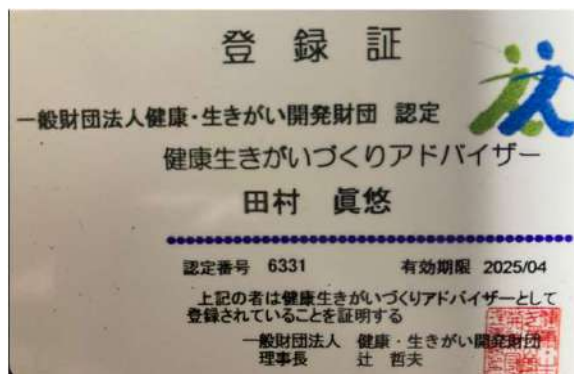 登録証
一般財団法人健康・生きがい開発財団 認定
健康生きがいづくりアドバイザー
田村 眞悠
認定番号 6331 有効期限 2025/04
上記の者は健康生きがいづくりアドバイザーとして
登録されていることを証明する
一般財団法人 健康・生きがい開発財団
理事長 辻 哲夫